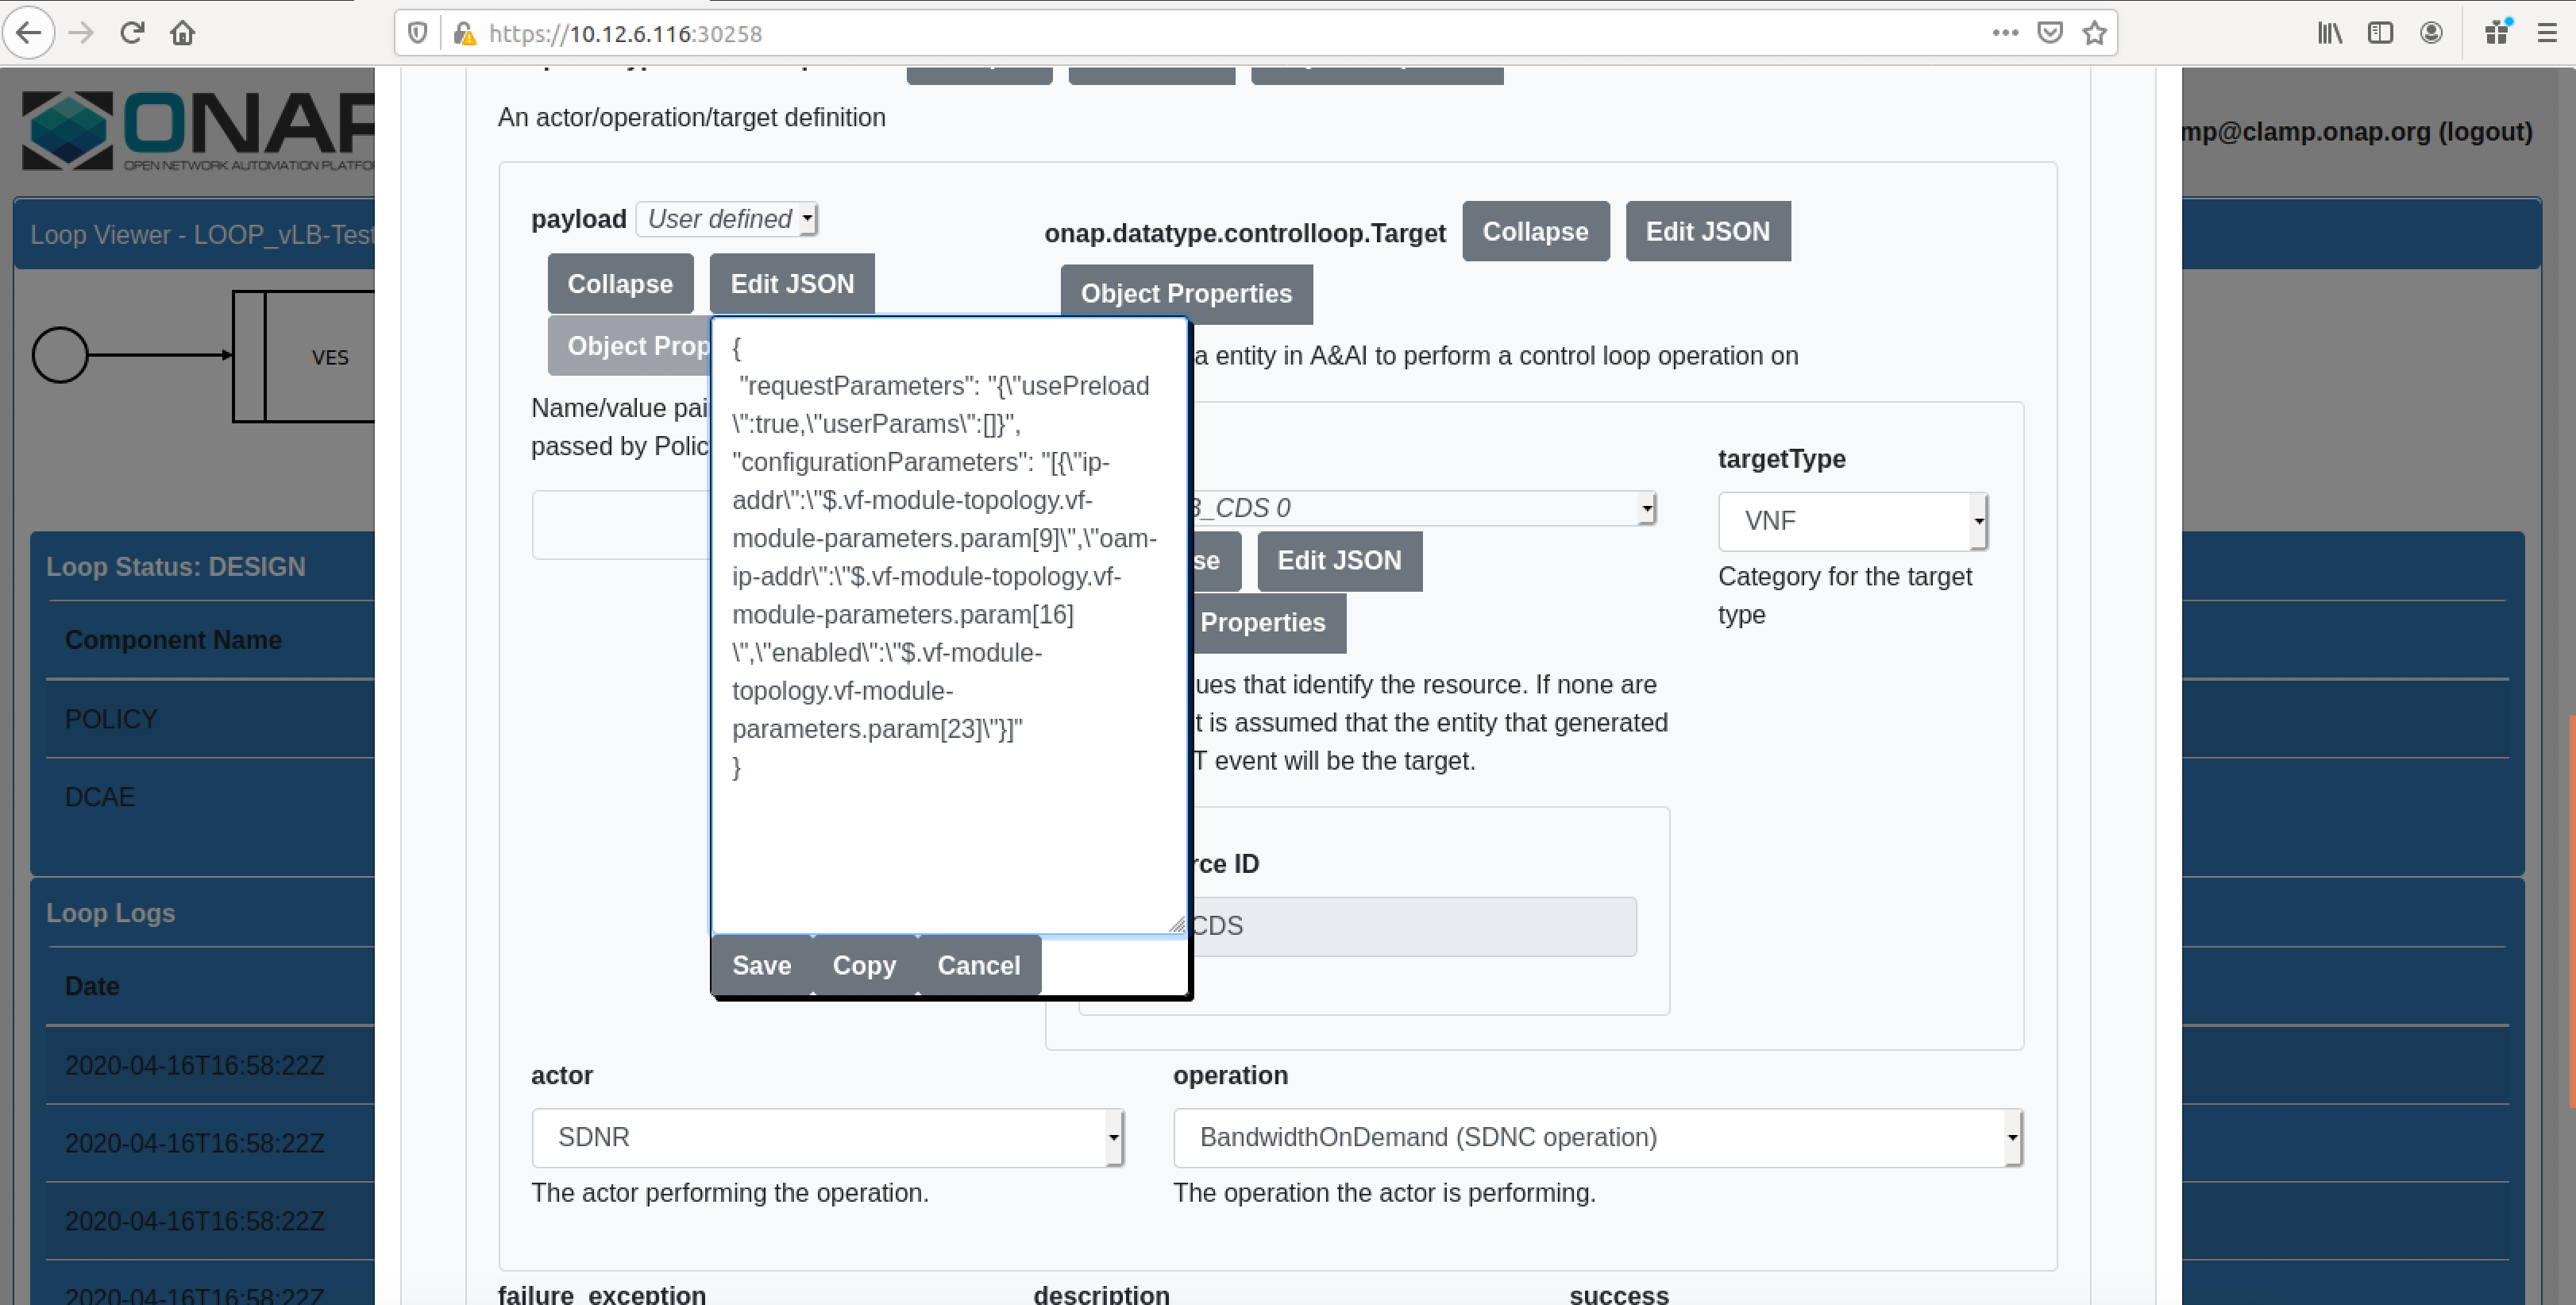 https://10.12.6.116:30258
ONAP
OPEN NETWORK AUTOMATION PLATFO
mp@clamp.onap.org (logout)
An actor/operation/target definition
Loop Viewer - LOOP_vLB-Test
VES
payload User defined
onap.datatype.controlloop.Target Collapse Edit JSON
Collapse Edit JSON
Object Properties
Object Prop
a entity in A&AI to perform a control loop operation on
Name/value pai
passed by Polic
{
"requestParameters": "{\"usePreload
\":true,\"userParams\":[]}",
"configurationParameters": "[{\"ip-
addr\":\"$.vf-module-topology.vf-
module-parameters.param[9]\",\"oam-
ip-addr\":\"$.vf-module-topology.vf-
module-parameters.param[16]
\",\"enabled\":\"$.vf-module-
topology.vf-module-
parameters.param[23]\"}]"
}
Save Copy Cancel
_CDS 0
se Edit JSON
Properties
ues that identify the resource. If none are
t is assumed that the entity that generated
T event will be the target.
rce ID
CDS
targetType
VNF
Category for the target
type
Loop Status: DESIGN
Component Name
POLICY
DCAE
Loop Logs
Date
2020-04-16T16:58:22Z
2020-04-16T16:58:22Z
2020-04-16T16:58:22Z
2020-04-16T16:58:22Z
actor
SDNR
The actor performing the operation.
operation
BandwidthOnDemand (SDNC operation)
The operation the actor is performing.
failure_exception
description
success